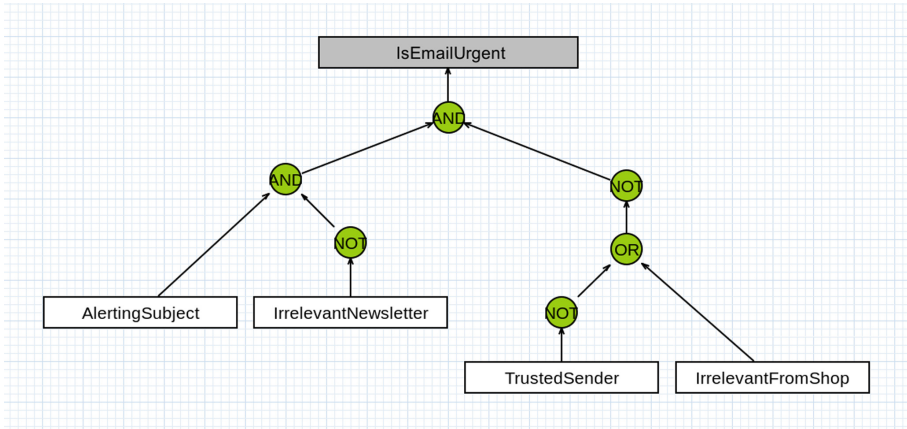 IsEmailUrgent
AND
AND
NOT
NOT
OR
AlertingSubject
IrrelevantNewsletter
NOT
TrustedSender
IrrelevantFromShop